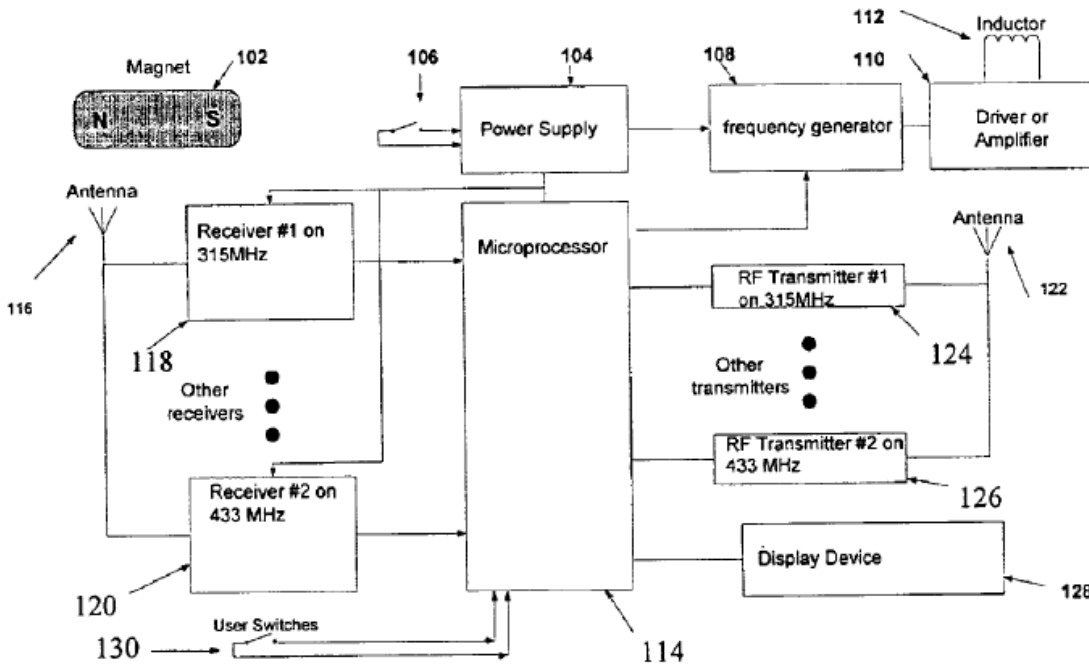 112
Inductor
102
Magnet
N S
106
104
108
110
Power Supply
frequency generator
Driver or
Amplifier
Antenna
116
Receiver #1 on
315MHz
118
Microprocessor
Antenna
122
RF Transmitter #1
on 315MHz
124
Other
receivers
Other
transmitters
RF Transmitter #2 on
433 MHz
126
Receiver #2 on
433 MHz
120
Display Device
128
User Switches
130
114